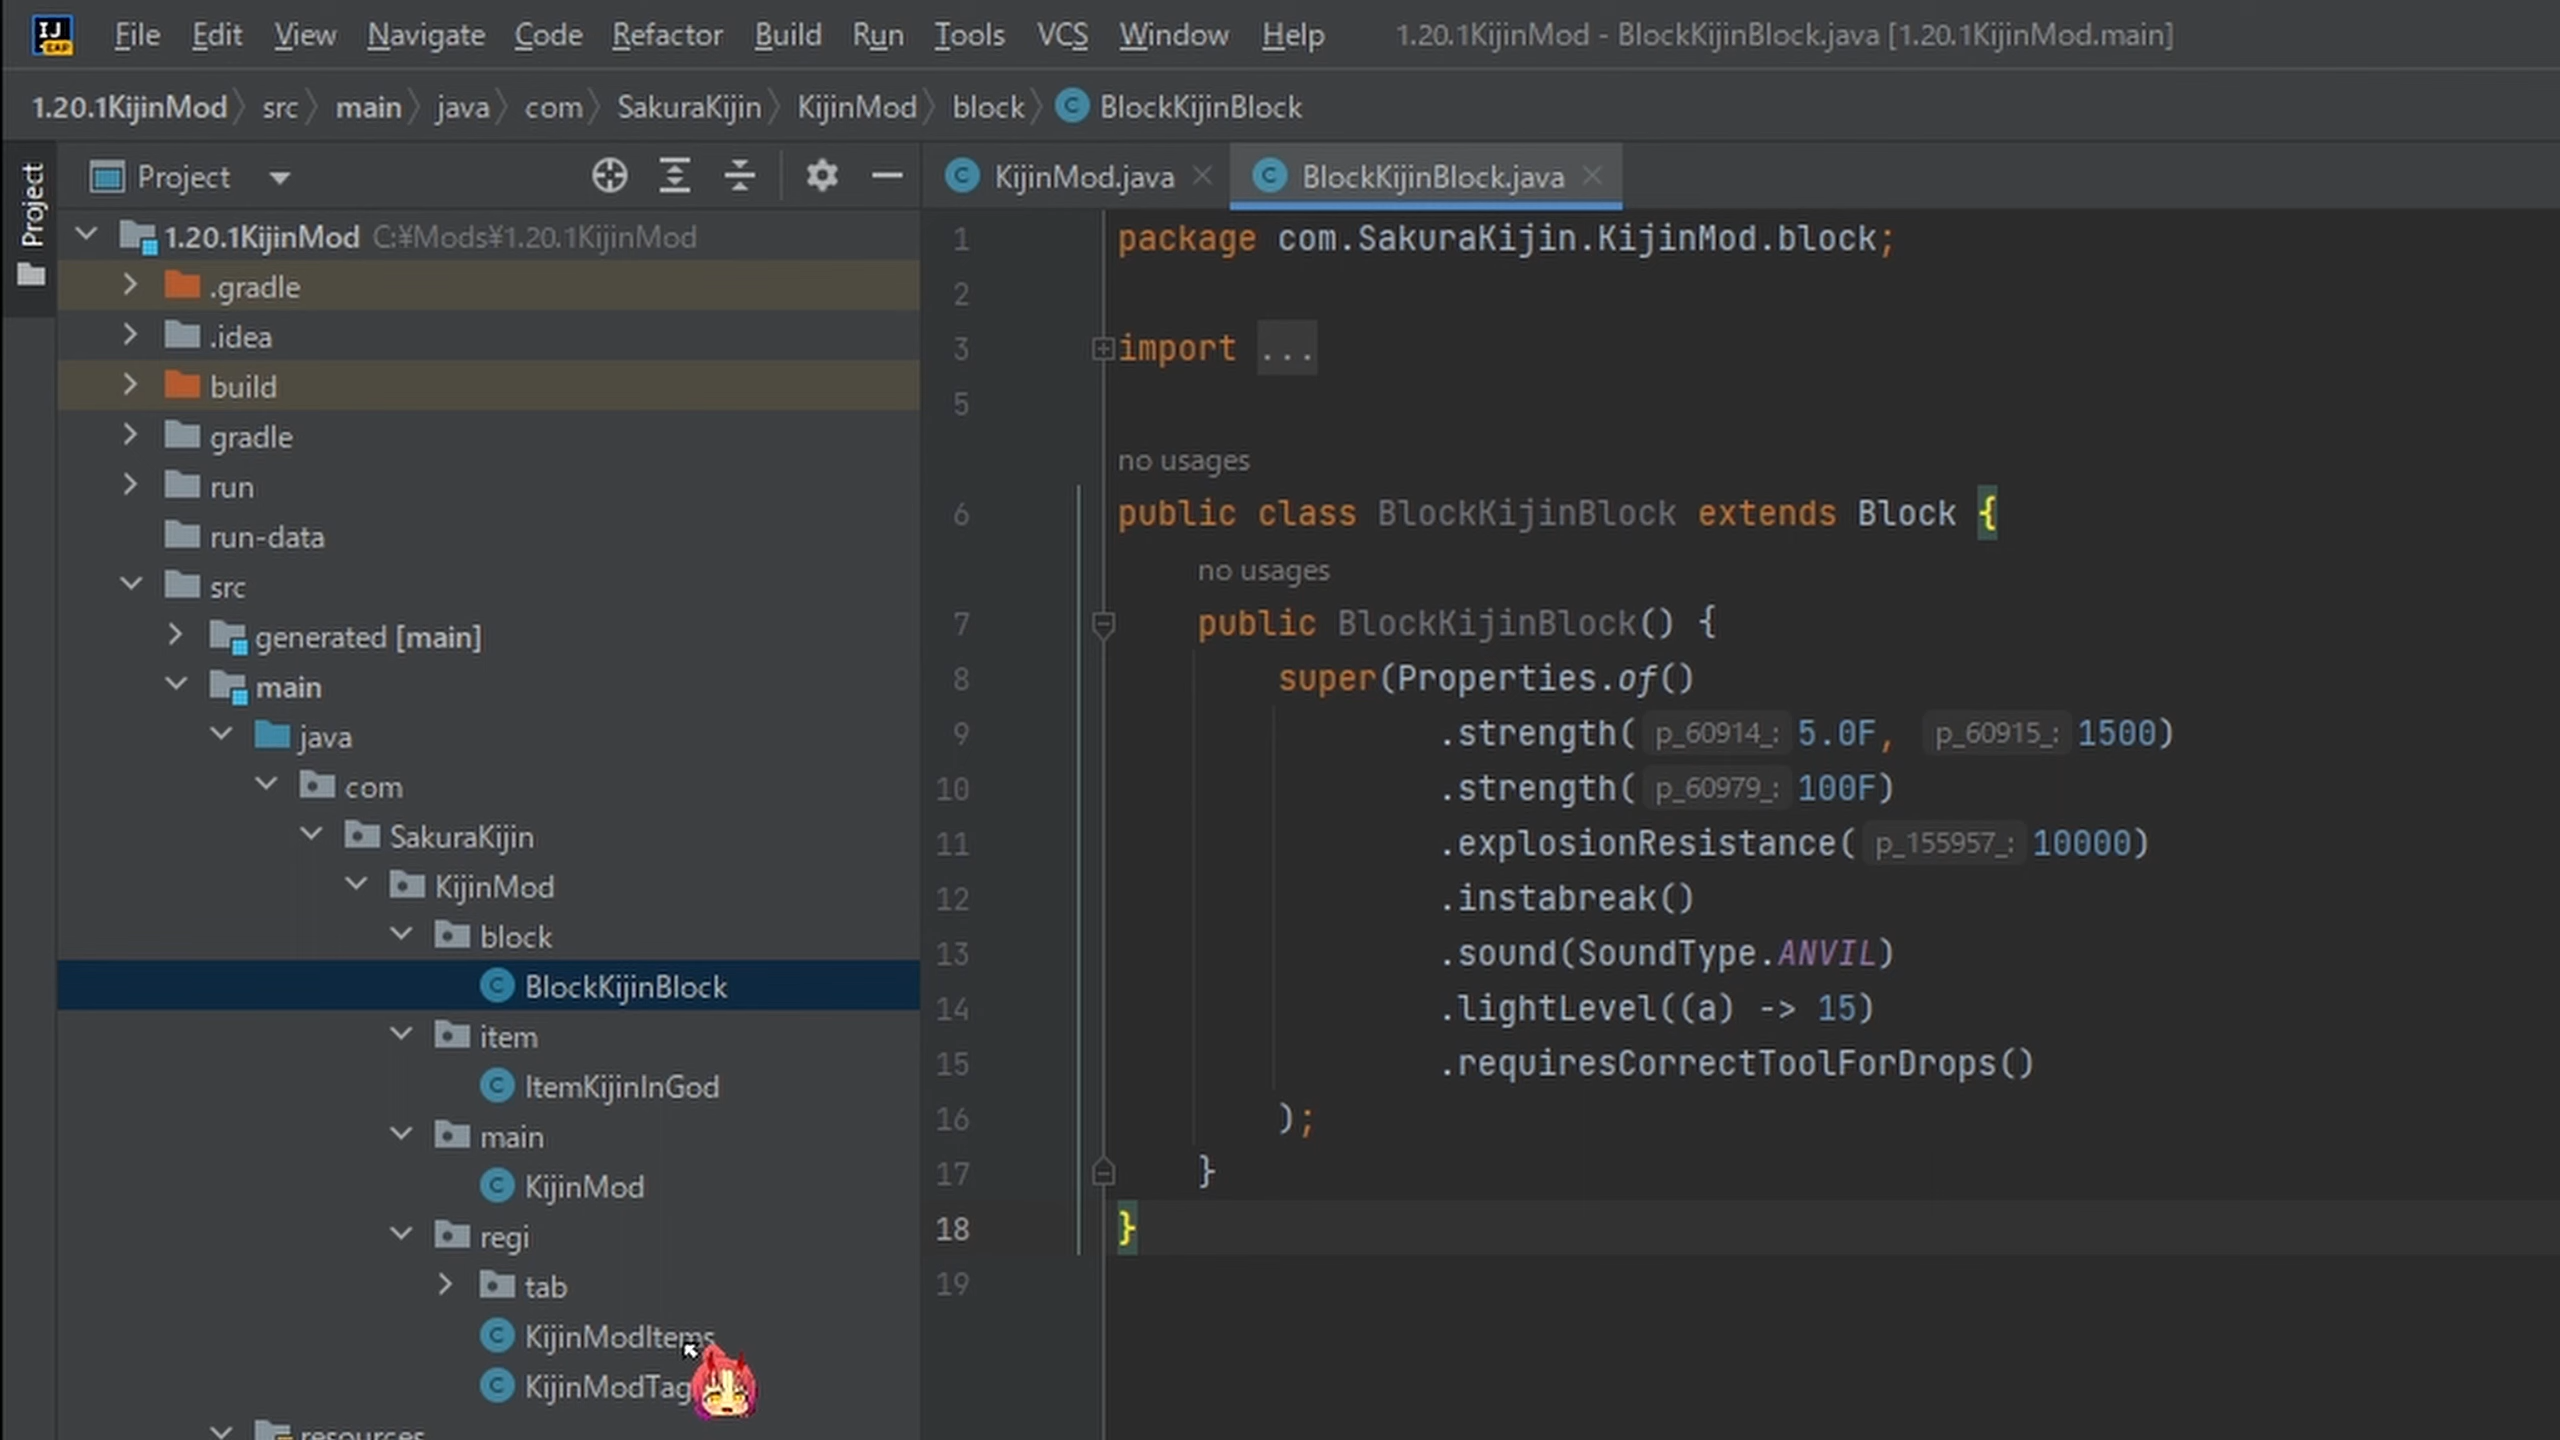 IJ
EAP
File Edit View Navigate Code Refactor Build Run Tools VCS Window Help 1.20.1KijinMod - BlockKijinBlock.java [1.20.1KijinMod.main]
1.20.1KijinMod src main java com SakuraKijin KijinMod block BlockKijinBlock
Project
Project
1.20.1KijinMod C:¥Mods¥1.20.1KijinMod
.gradle
.idea
build
gradle
run
run-data
src
generated [main]
main
java
com
SakuraKijin
KijinMod
block
BlockKijinBlock
item
ItemKijinInGod
main
KijinMod
regi
tab
KijinModItems
KijinModTag
resources
KijinMod.java BlockKijinBlock.java
1 package com.SakuraKijin.KijinMod.block;
2
3 import ...
5
no usages
6 public class BlockKijinBlock extends Block {
no usages
7 public BlockKijinBlock() {
8 super(Properties.of()
9 .strength( p_60914_: 5.0F, p_60915_: 1500)
10 .strength( p_60979_: 100F)
11 .explosionResistance( p_155957_: 10000)
12 .instabreak()
13 .sound(SoundType.ANVIL)
14 .lightLevel((a) -> 15)
15 .requiresCorrectToolForDrops()
16 );
17 }
18 }
19